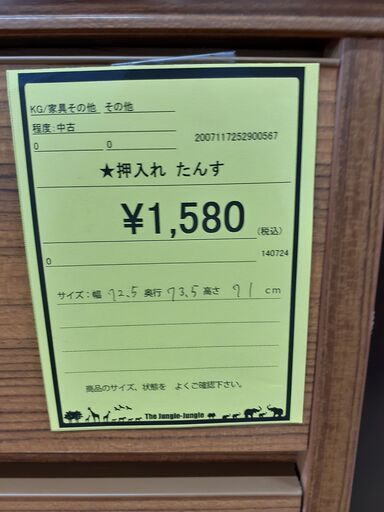 KG/家具その他 その他
程度:中古
2007117252900567
0 0
★押入れ たんす
¥1,580 (税込)
0 140724
サイズ:幅 72.5 奥行 73.5 高さ 71 cm
商品のサイズ、状態を よくご確認下さい。
The Jungle-Jungle